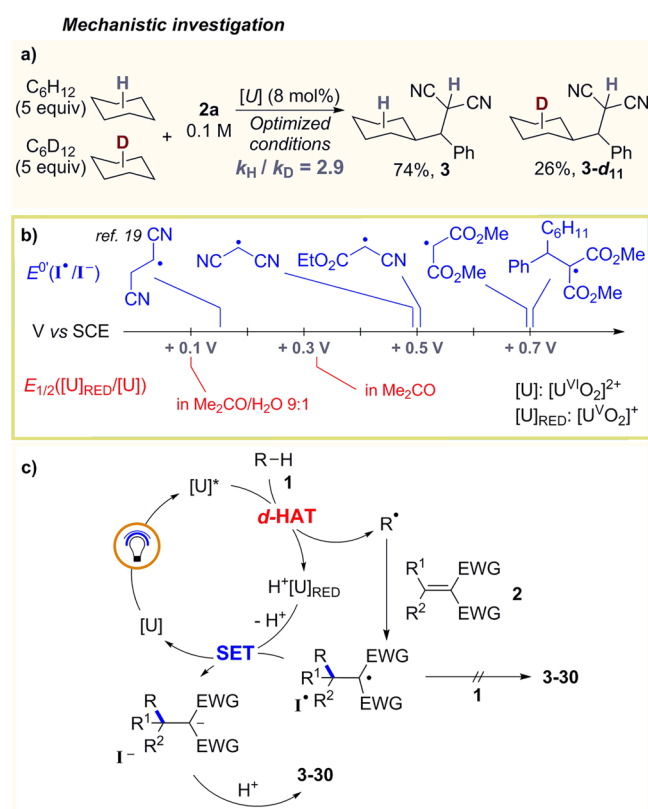 Mechanistic investigation
a)
C6H12
(5 equiv)
H
C6D12
(5 equiv)
D
+
2a
0.1 M
[U] (8 mol%)
Optimized
conditions
kH / kD = 2.9
H
CN
H
CN
Ph
74%, 3
D
CN
H
CN
Ph
26%, 3-d11
b)
ref. 19
CN
CN
E0'(I•/I–)
NC
CN
EtO2C
CN
CO2Me
CO2Me
C6H11
Ph
CO2Me
CO2Me
V vs SCE
+ 0.1 V
+ 0.3 V
+ 0.5 V
+ 0.7 V
E1/2([U]RED/[U])
in Me2CO/H2O 9:1
in Me2CO
[U]: [UVIO2]2+
[U]RED: [UVO2]+
c)
R–H
1
[U]*
d-HAT
R•
H+[U]RED
- H+
[U]
SET
R1
EWG
R2
EWG
2
R
EWG
R1
R2
EWG
I•
1
3-30
R
EWG
R1
–
R2
EWG
I–
H+
3-30